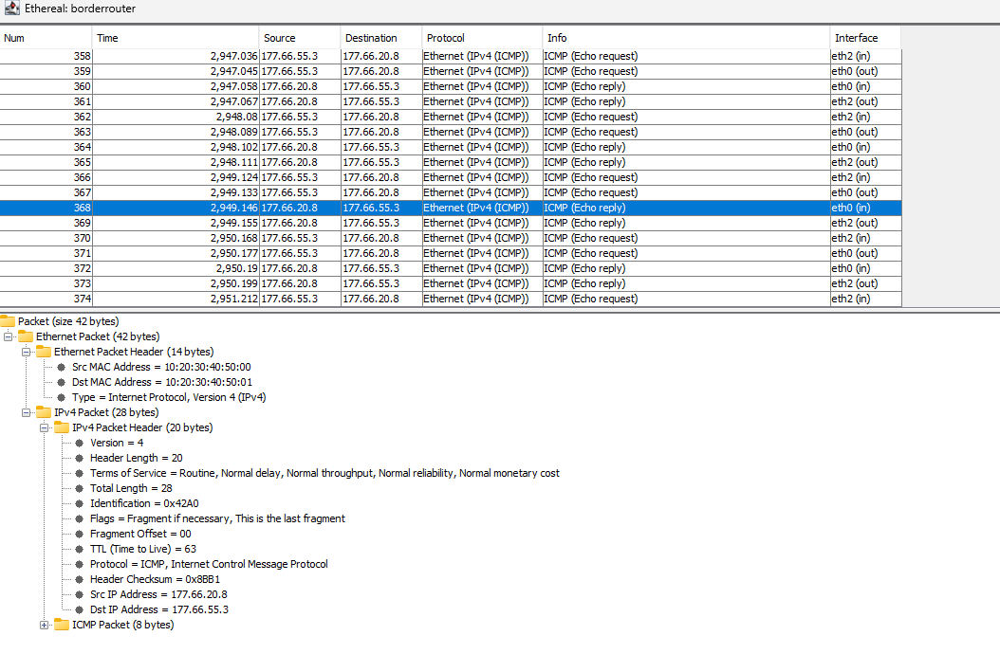 Ethereal: borderrouter
Num Time Source Destination Protocol Info Interface
358 2,947.036 177.66.55.3 177.66.20.8 Ethernet (IPv4 (ICMP)) ICMP (Echo request) eth2 (in)
359 2,947.045 177.66.55.3 177.66.20.8 Ethernet (IPv4 (ICMP)) ICMP (Echo request) eth0 (out)
360 2,947.058 177.66.20.8 177.66.55.3 Ethernet (IPv4 (ICMP)) ICMP (Echo reply) eth0 (in)
361 2,947.067 177.66.20.8 177.66.55.3 Ethernet (IPv4 (ICMP)) ICMP (Echo reply) eth2 (out)
362 2,948.08 177.66.55.3 177.66.20.8 Ethernet (IPv4 (ICMP)) ICMP (Echo request) eth2 (in)
363 2,948.089 177.66.55.3 177.66.20.8 Ethernet (IPv4 (ICMP)) ICMP (Echo request) eth0 (out)
364 2,948.102 177.66.20.8 177.66.55.3 Ethernet (IPv4 (ICMP)) ICMP (Echo reply) eth0 (in)
365 2,948.111 177.66.20.8 177.66.55.3 Ethernet (IPv4 (ICMP)) ICMP (Echo reply) eth2 (out)
366 2,949.124 177.66.55.3 177.66.20.8 Ethernet (IPv4 (ICMP)) ICMP (Echo request) eth2 (in)
367 2,949.133 177.66.55.3 177.66.20.8 Ethernet (IPv4 (ICMP)) ICMP (Echo request) eth0 (out)
368 2,949.146 177.66.20.8 177.66.55.3 Ethernet (IPv4 (ICMP)) ICMP (Echo reply) eth0 (in)
369 2,949.155 177.66.20.8 177.66.55.3 Ethernet (IPv4 (ICMP)) ICMP (Echo reply) eth2 (out)
370 2,950.168 177.66.55.3 177.66.20.8 Ethernet (IPv4 (ICMP)) ICMP (Echo request) eth2 (in)
371 2,950.177 177.66.55.3 177.66.20.8 Ethernet (IPv4 (ICMP)) ICMP (Echo request) eth0 (out)
372 2,950.19 177.66.20.8 177.66.55.3 Ethernet (IPv4 (ICMP)) ICMP (Echo reply) eth0 (in)
373 2,950.199 177.66.20.8 177.66.55.3 Ethernet (IPv4 (ICMP)) ICMP (Echo reply) eth2 (out)
374 2,951.212 177.66.55.3 177.66.20.8 Ethernet (IPv4 (ICMP)) ICMP (Echo request) eth2 (in)
Packet (size 42 bytes)
Ethernet Packet (42 bytes)
Ethernet Packet Header (14 bytes)
Src MAC Address = 10:20:30:40:50:00
Dst MAC Address = 10:20:30:40:50:01
Type = Internet Protocol, Version 4 (IPv4)
IPv4 Packet (28 bytes)
IPv4 Packet Header (20 bytes)
Version = 4
Header Length = 20
Terms of Service = Routine, Normal delay, Normal throughput, Normal reliability, Normal monetary cost
Total Length = 28
Identification = 0x42A0
Flags = Fragment if necessary, This is the last fragment
Fragment Offset = 00
TTL (Time to Live) = 63
Protocol = ICMP, Internet Control Message Protocol
Header Checksum = 0x8BB1
Src IP Address = 177.66.20.8
Dst IP Address = 177.66.55.3
ICMP Packet (8 bytes)